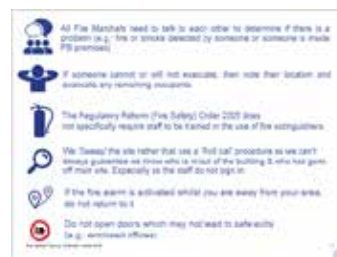 All Fire Marshals need to talk to each other to determine if there is a
problem (e.g. fire or smoke detected by someone or someone is inside
PB premises)
If someone cannot or will not evacuate, then note their location and
evacuate any remaining occupants.
The Regulatory Reform (Fire Safety) Order 2005 does
not specifically require staff to be trained in the use of fire extinguishers
We 'Sweep' the site rather than use a 'Roll call' procedure as we can't
always guarantee we know who is in/out of the building & who has gone
off main site. Especially as the staff do not sign in
If the fire alarm is activated whilst you are away from your area,
do not return to it
Do not open doors which may not lead to safe exits
(e.g. enclosed offices)